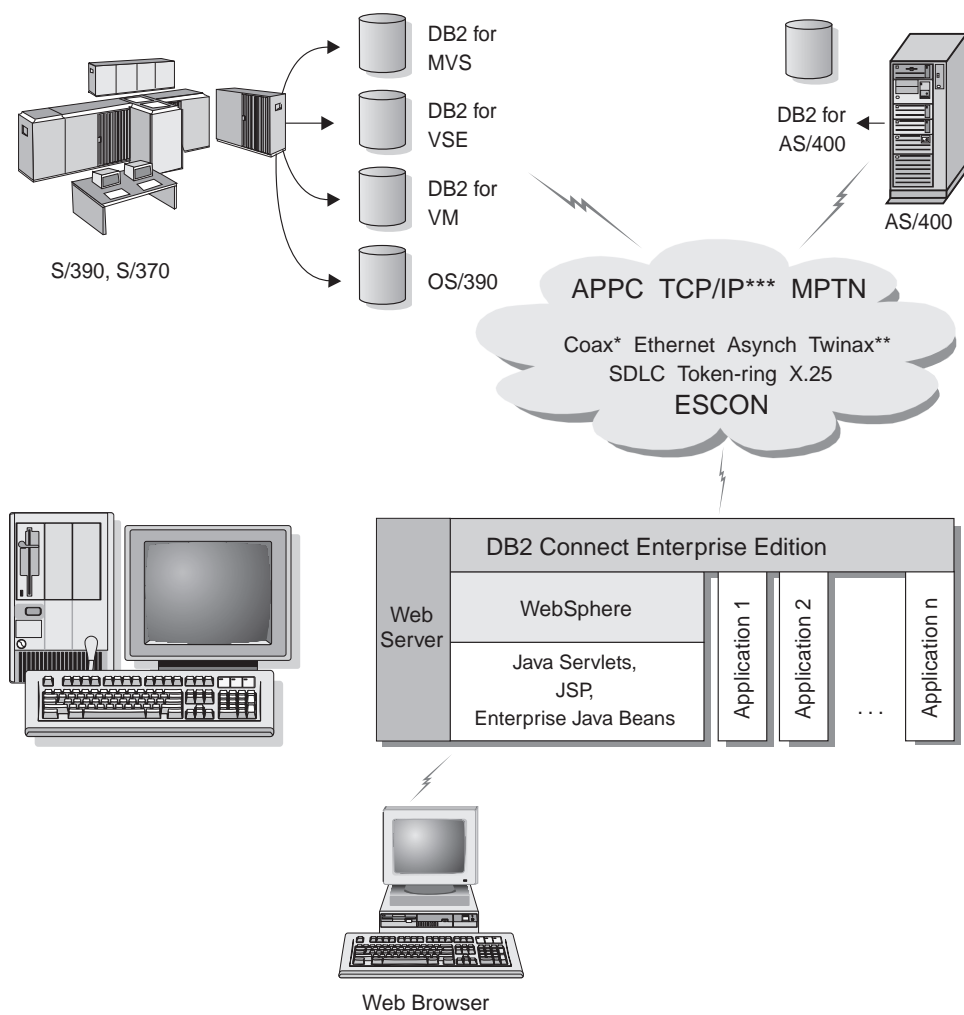 DB2 for
MVS
DB2 for
VSE
DB2 for
VM
OS/390
S/390, S/370
DB2 for
AS/400
AS/400
APPC TCP/IP*** MPTN
Coax* Ethernet Asynch Twinax**
SDLC Token-ring X.25
ESCON
Web
Server
DB2 Connect Enterprise Edition
WebSphere
Java Servlets,
JSP,
Enterprise Java Beans
Application 1
Application 2
. . .
Application n
Web Browser